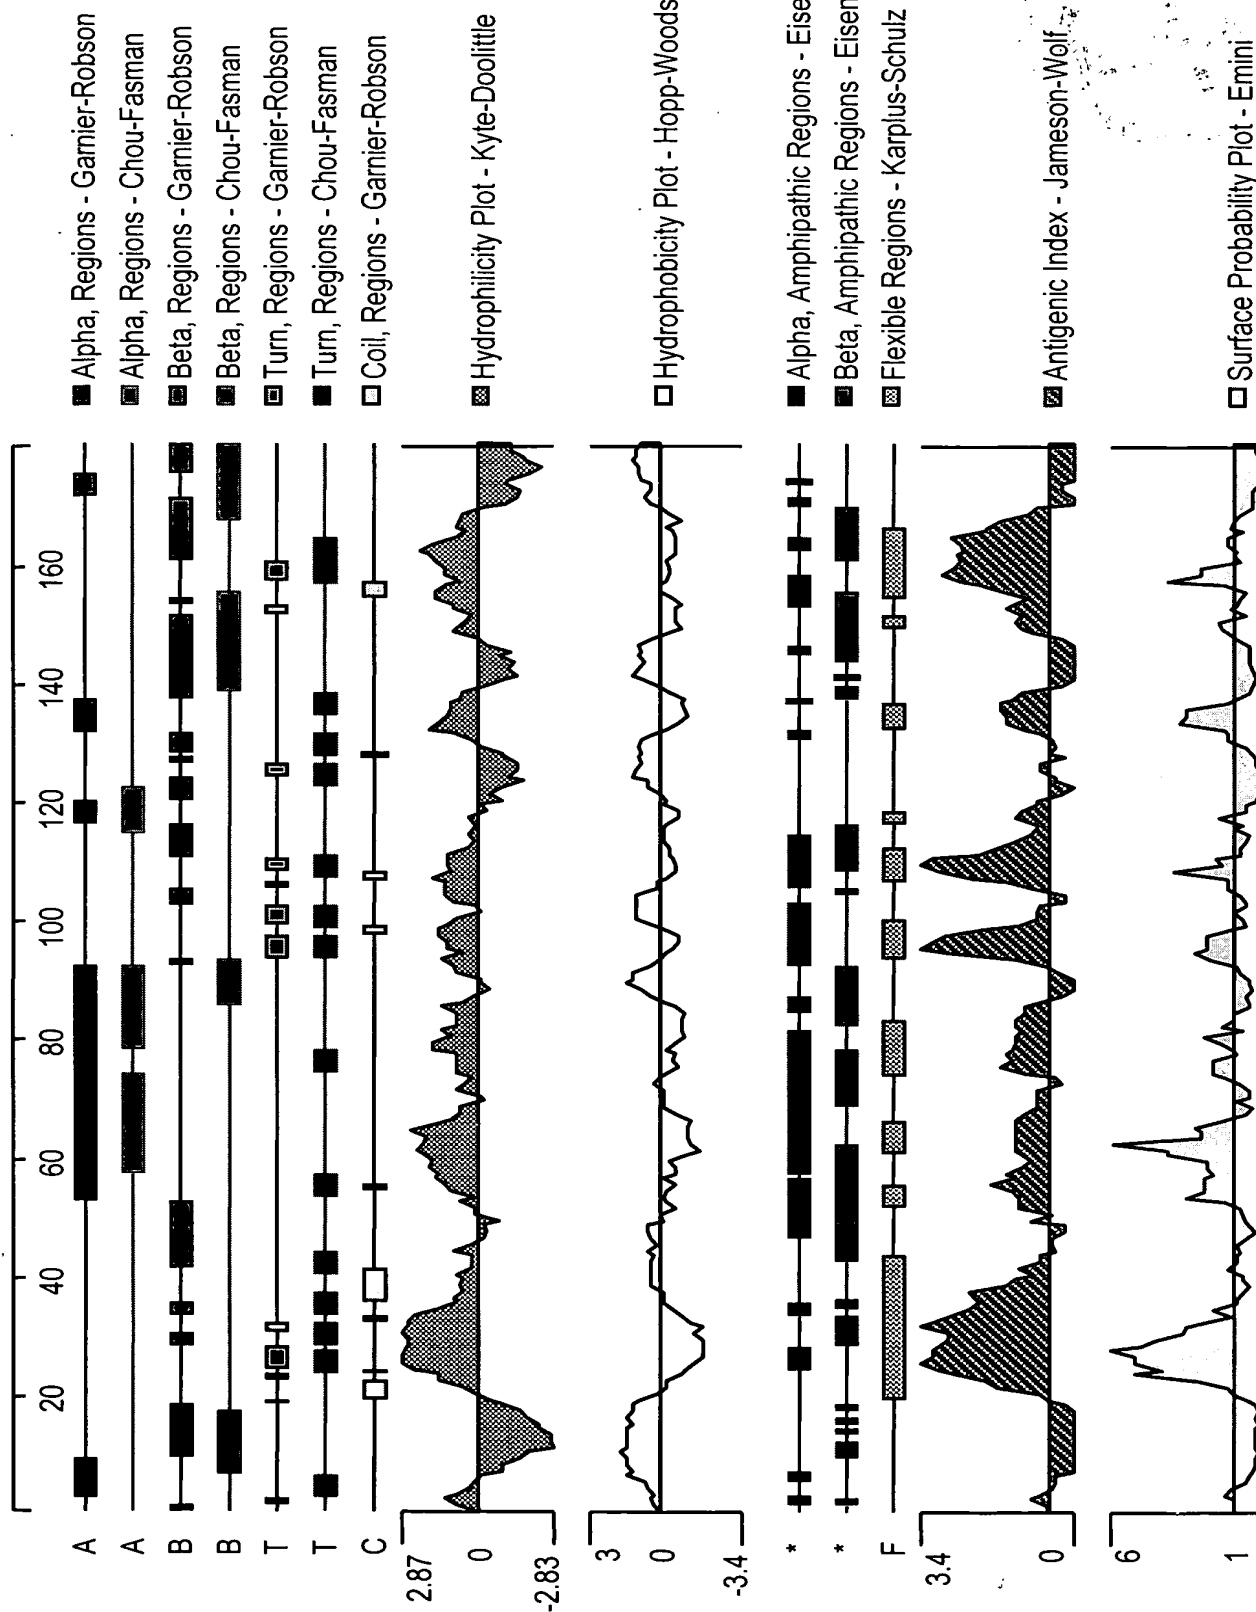 20 40 60 80 100 120 140 160
A Alpha, Regions - Garnier-Robson
A Alpha, Regions - Chou-Fasman
B Beta, Regions - Garnier-Robson
B Beta, Regions - Chou-Fasman
T Turn, Regions - Garnier-Robson
T Turn, Regions - Chou-Fasman
C Coil, Regions - Garnier-Robson
2.87
0
-2.83
Hydrophilicity Plot - Kyte-Doolittle
3
0
-3.4
Hydrophobicity Plot - Hopp-Woods
* Alpha, Amphipathic Regions - Eise
* Beta, Amphipathic Regions - Eisen
F Flexible Regions - Karplus-Schulz
3.4
0
Antigenic Index - Jameson-Wolf
6
1
Surface Probability Plot - Emini